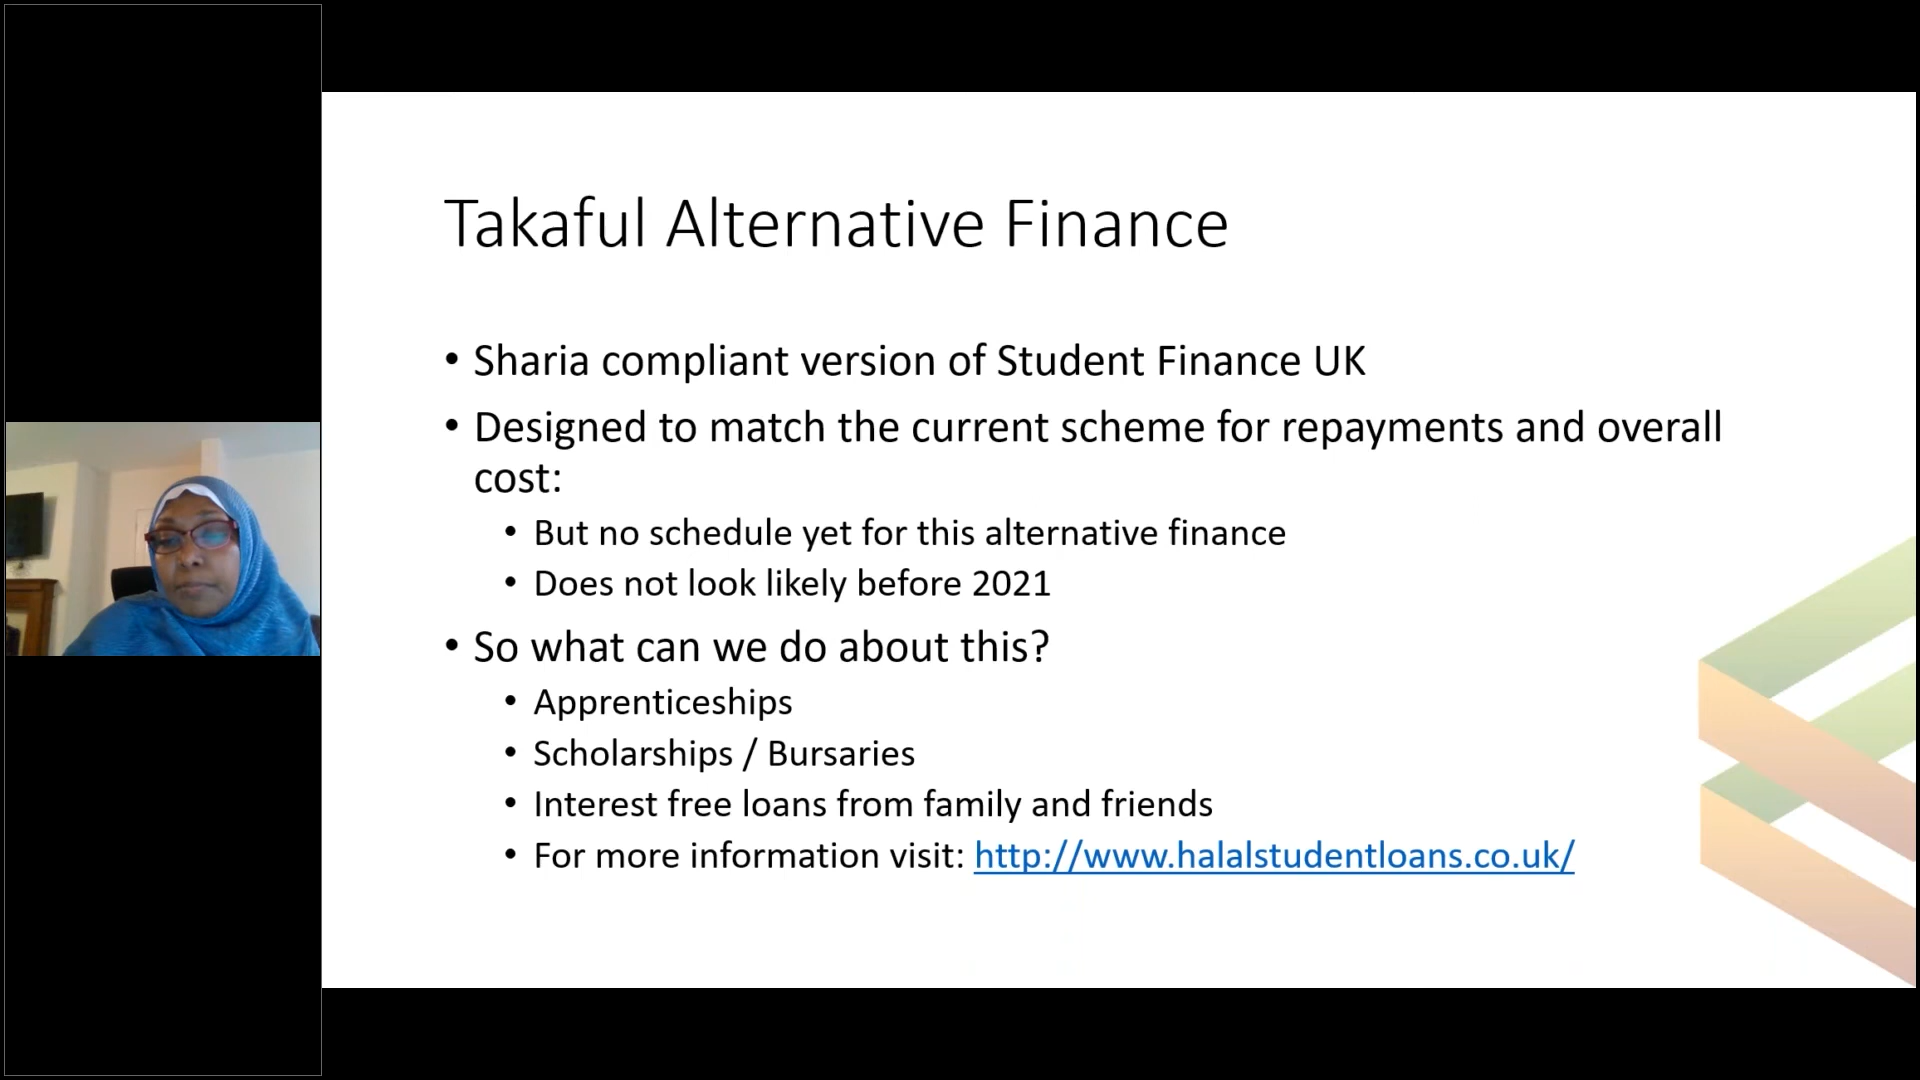 Takaful Alternative Finance
• Sharia compliant version of Student Finance UK
• Designed to match the current scheme for repayments and overall
cost:
• But no schedule yet for this alternative finance
• Does not look likely before 2021
• So what can we do about this?
• Apprenticeships
• Scholarships / Bursaries
• Interest free loans from family and friends
• For more information visit: http://www.halalstudentloans.co.uk/